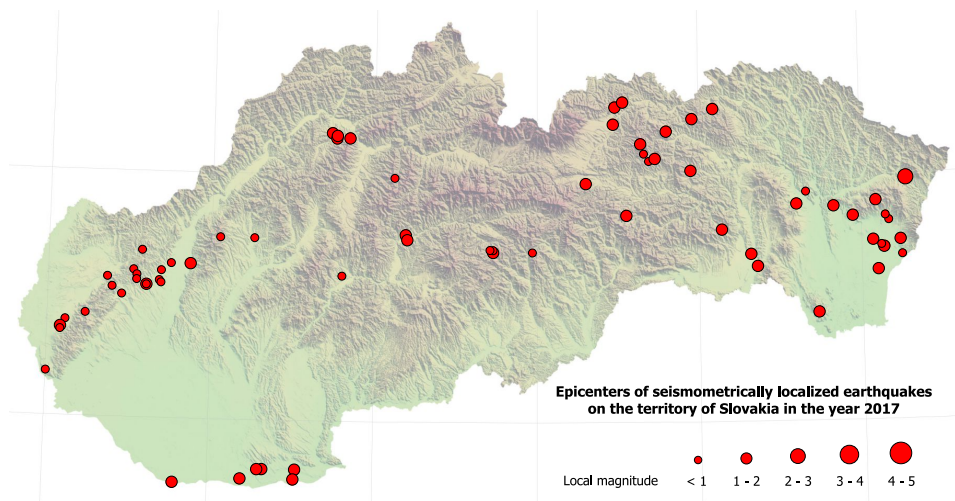 Epicenters of seismometrically localized earthquakes
on the territory of Slovakia in the year 2017
Local magnitude < 1 1 - 2 2 - 3 3 - 4 4 - 5